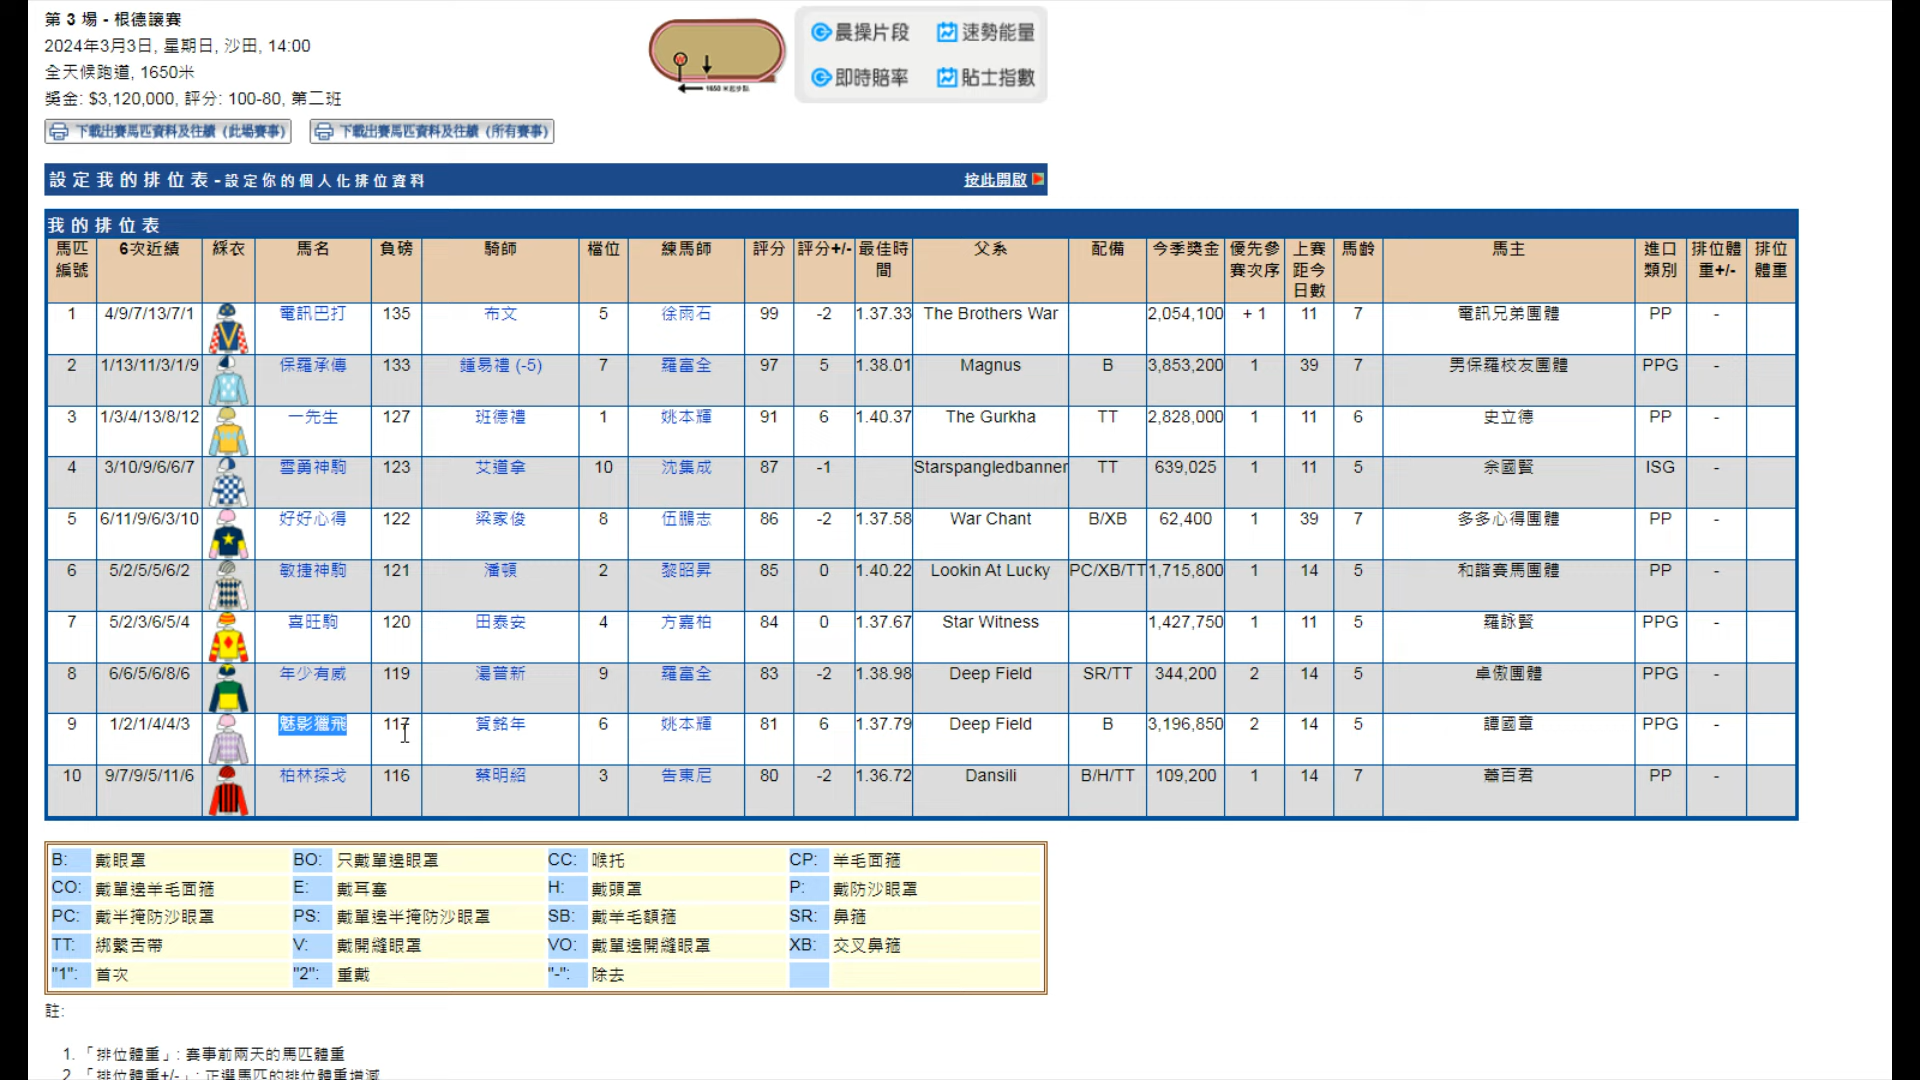 第 3 場 - 根德讓賽
2024年3月3日, 星期日, 沙田, 14:00
全天候跑道, 1650米
獎金: $3,120,000, 評分: 100-80, 第二班
1650 米起步點
晨操片段 速勢能量
即時賠率 貼士指數
下載出賽馬匹資料及往績 (此場賽事) 下載出賽馬匹資料及往績 (所有賽事)
設定我的排位表 - 設定你的個人化排位資料 按此開啟
我的排位表
馬匹編號 6次近績 綵衣 馬名 負磅 騎師 檔位 練馬師 評分 評分+/- 最佳時間 父系 配備 今季獎金 優先參賽次序 上賽距今日數 馬齡 馬主 進口類別 排位體重+/- 排位體重
1 4/9/7/13/7/1 電訊巴打 135 布文 5 徐雨石 99 -2 1.37.33 The Brothers War 2,054,100 + 1 11 7 電訊兄弟團體 PP -
2 1/13/11/3/1/9 保羅承傳 133 鍾易禮 (-5) 7 羅富全 97 5 1.38.01 Magnus B 3,853,200 1 39 7 男保羅校友團體 PPG -
3 1/3/4/13/8/12 一先生 127 班德禮 1 姚本輝 91 6 1.40.37 The Gurkha TT 2,828,000 1 11 6 史立德 PP -
4 3/10/9/6/6/7 雪勇神駒 123 艾道拿 10 沈集成 87 -1 Starspangledbanner TT 639,025 1 11 5 余國賢 ISG -
5 6/11/9/6/3/10 好好心得 122 梁家俊 8 伍鵬志 86 -2 1.37.58 War Chant B/XB 62,400 1 39 7 多多心得團體 PP -
6 5/2/5/5/6/2 敏捷神駒 121 潘頓 2 黎昭昇 85 0 1.40.22 Lookin At Lucky PC/XB/TT 1,715,800 1 14 5 和諧賽馬團體 PP -
7 5/2/3/6/5/4 喜旺駒 120 田泰安 4 方嘉柏 84 0 1.37.67 Star Witness 1,427,750 1 11 5 羅詠賢 PPG -
8 6/6/5/6/8/6 年少有威 119 湯普新 9 羅富全 83 -2 1.38.98 Deep Field SR/TT 344,200 2 14 5 卓傲團體 PPG -
9 1/2/1/4/4/3 魅影獵飛 117 賀銘年 6 姚本輝 81 6 1.37.79 Deep Field B 3,196,850 2 14 5 譚國章 PPG -
10 9/7/9/5/11/6 柏林探戈 116 蔡明紹 3 告東尼 80 -2 1.36.72 Dansili B/H/TT 109,200 1 14 7 蕭百君 PP -
B: 戴眼罩 BO: 只戴單邊眼罩 CC: 喉托 CP: 羊毛面箍
CO: 戴單邊羊毛面箍 E: 戴耳塞 H: 戴頭罩 P: 戴防沙眼罩
PC: 戴半掩防沙眼罩 PS: 戴單邊半掩防沙眼罩 SB: 戴羊毛額箍 SR: 鼻箍
TT: 綁繫舌帶 V: 戴開縫眼罩 VO: 戴單邊開縫眼罩 XB: 交叉鼻箍
"1": 首次 "2": 重戴 "-": 除去
註:
1. 「排位體重」: 賽事前兩天的馬匹體重
2. 「排位體重+/-」: 正選馬匹的排位體重增減